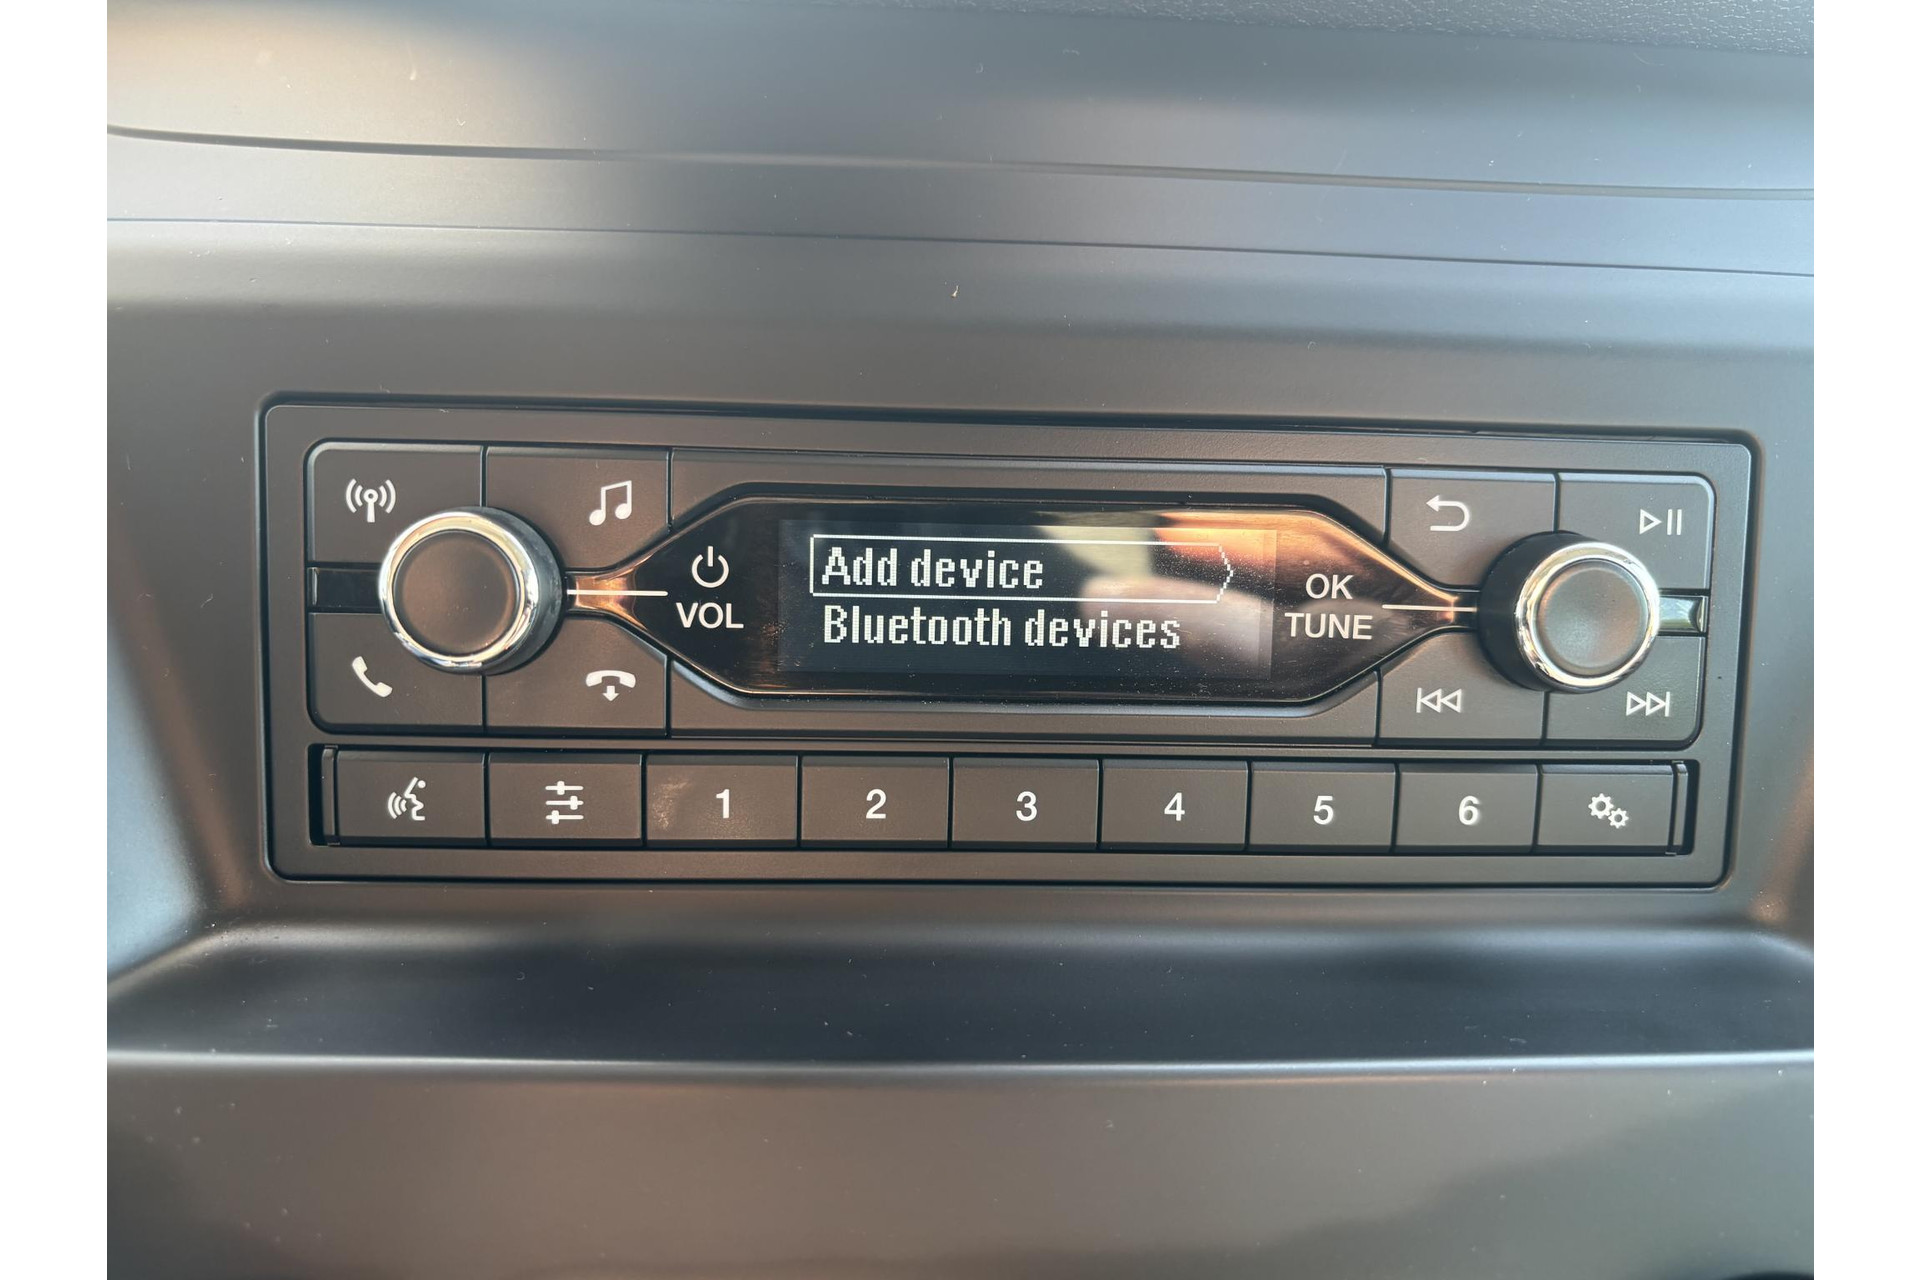 Add device
VOL
OK
TUNE
Bluetooth devices
1 2 3 4 5 6